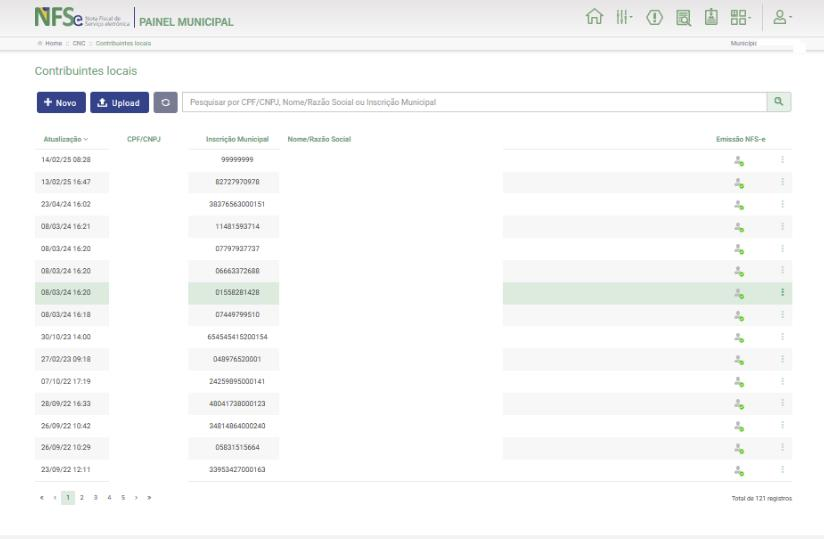 NFSe Nota Fiscal de Serviço eletrônica PAINEL MUNICIPAL
Home :: CNC :: Contribuintes locais
Contribuintes locais
+ Novo Upload Pesquisar por CPF/CNPJ, Nome/Razão Social ou Inscrição Municipal
Atualização CPF/CNPJ Inscrição Municipal Nome/Razão Social Emissão NFS-e
14/02/25 08:28 99999999
13/02/25 16:47 82727970978
23/04/24 16:02 38376563000151
08/03/24 16:21 11481593714
08/03/24 16:20 07797937737
08/03/24 16:20 06663372688
08/03/24 16:20 01558281428
08/03/24 16:18 07449799510
30/10/23 14:00 654545415200154
27/02/23 09:18 048976520001
07/10/22 17:19 24259895000141
28/09/22 16:33 48041738000123
26/09/22 10:42 34814864000240
26/09/22 10:29 05831515664
23/09/22 12:11 33953427000163
« ‹ 1 2 3 4 5 › » Total de 121 registros